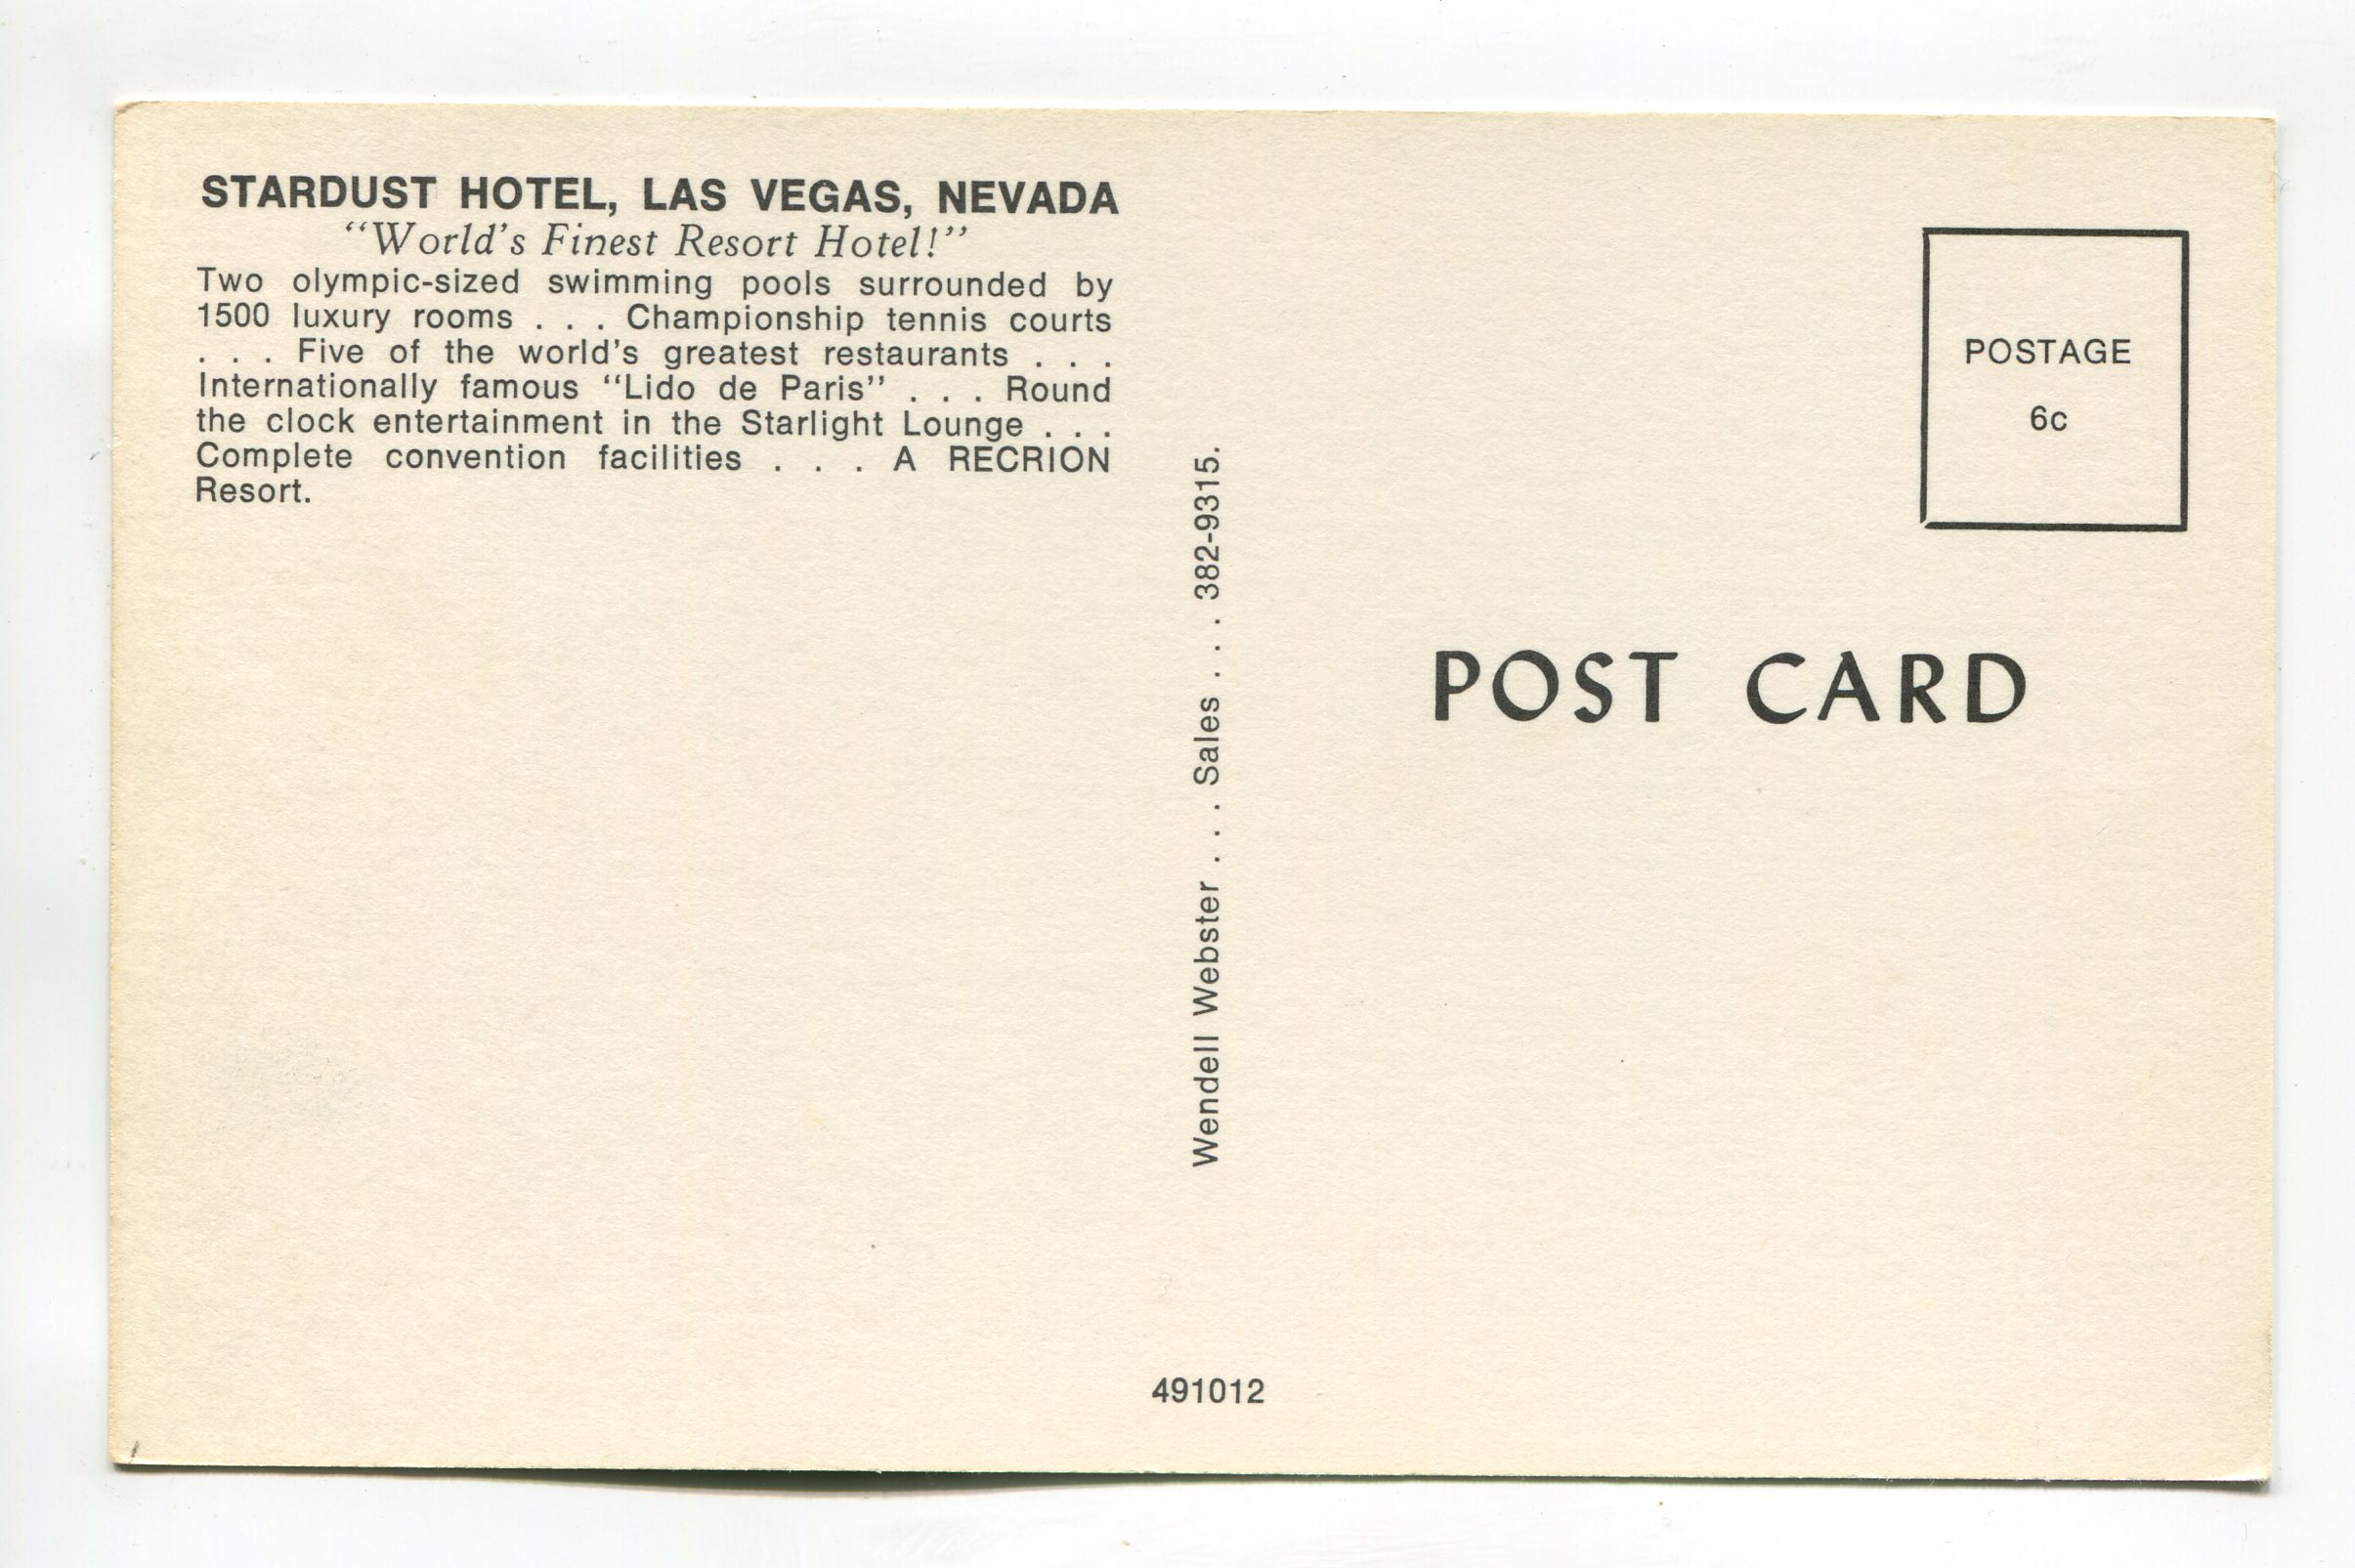 STARDUST HOTEL, LAS VEGAS, NEVADA
“World’s Finest Resort Hotel!”
Two olympic-sized swimming pools surrounded by
1500 luxury rooms . . . Championship tennis courts
. . . Five of the world’s greatest restaurants . . .
Internationally famous “Lido de Paris” . . . Round
the clock entertainment in the Starlight Lounge . . .
Complete convention facilities . . . A RECRION
Resort.
Wendell Webster . . . Sales . . . 382-9315.
POSTAGE
6c
POST CARD
491012